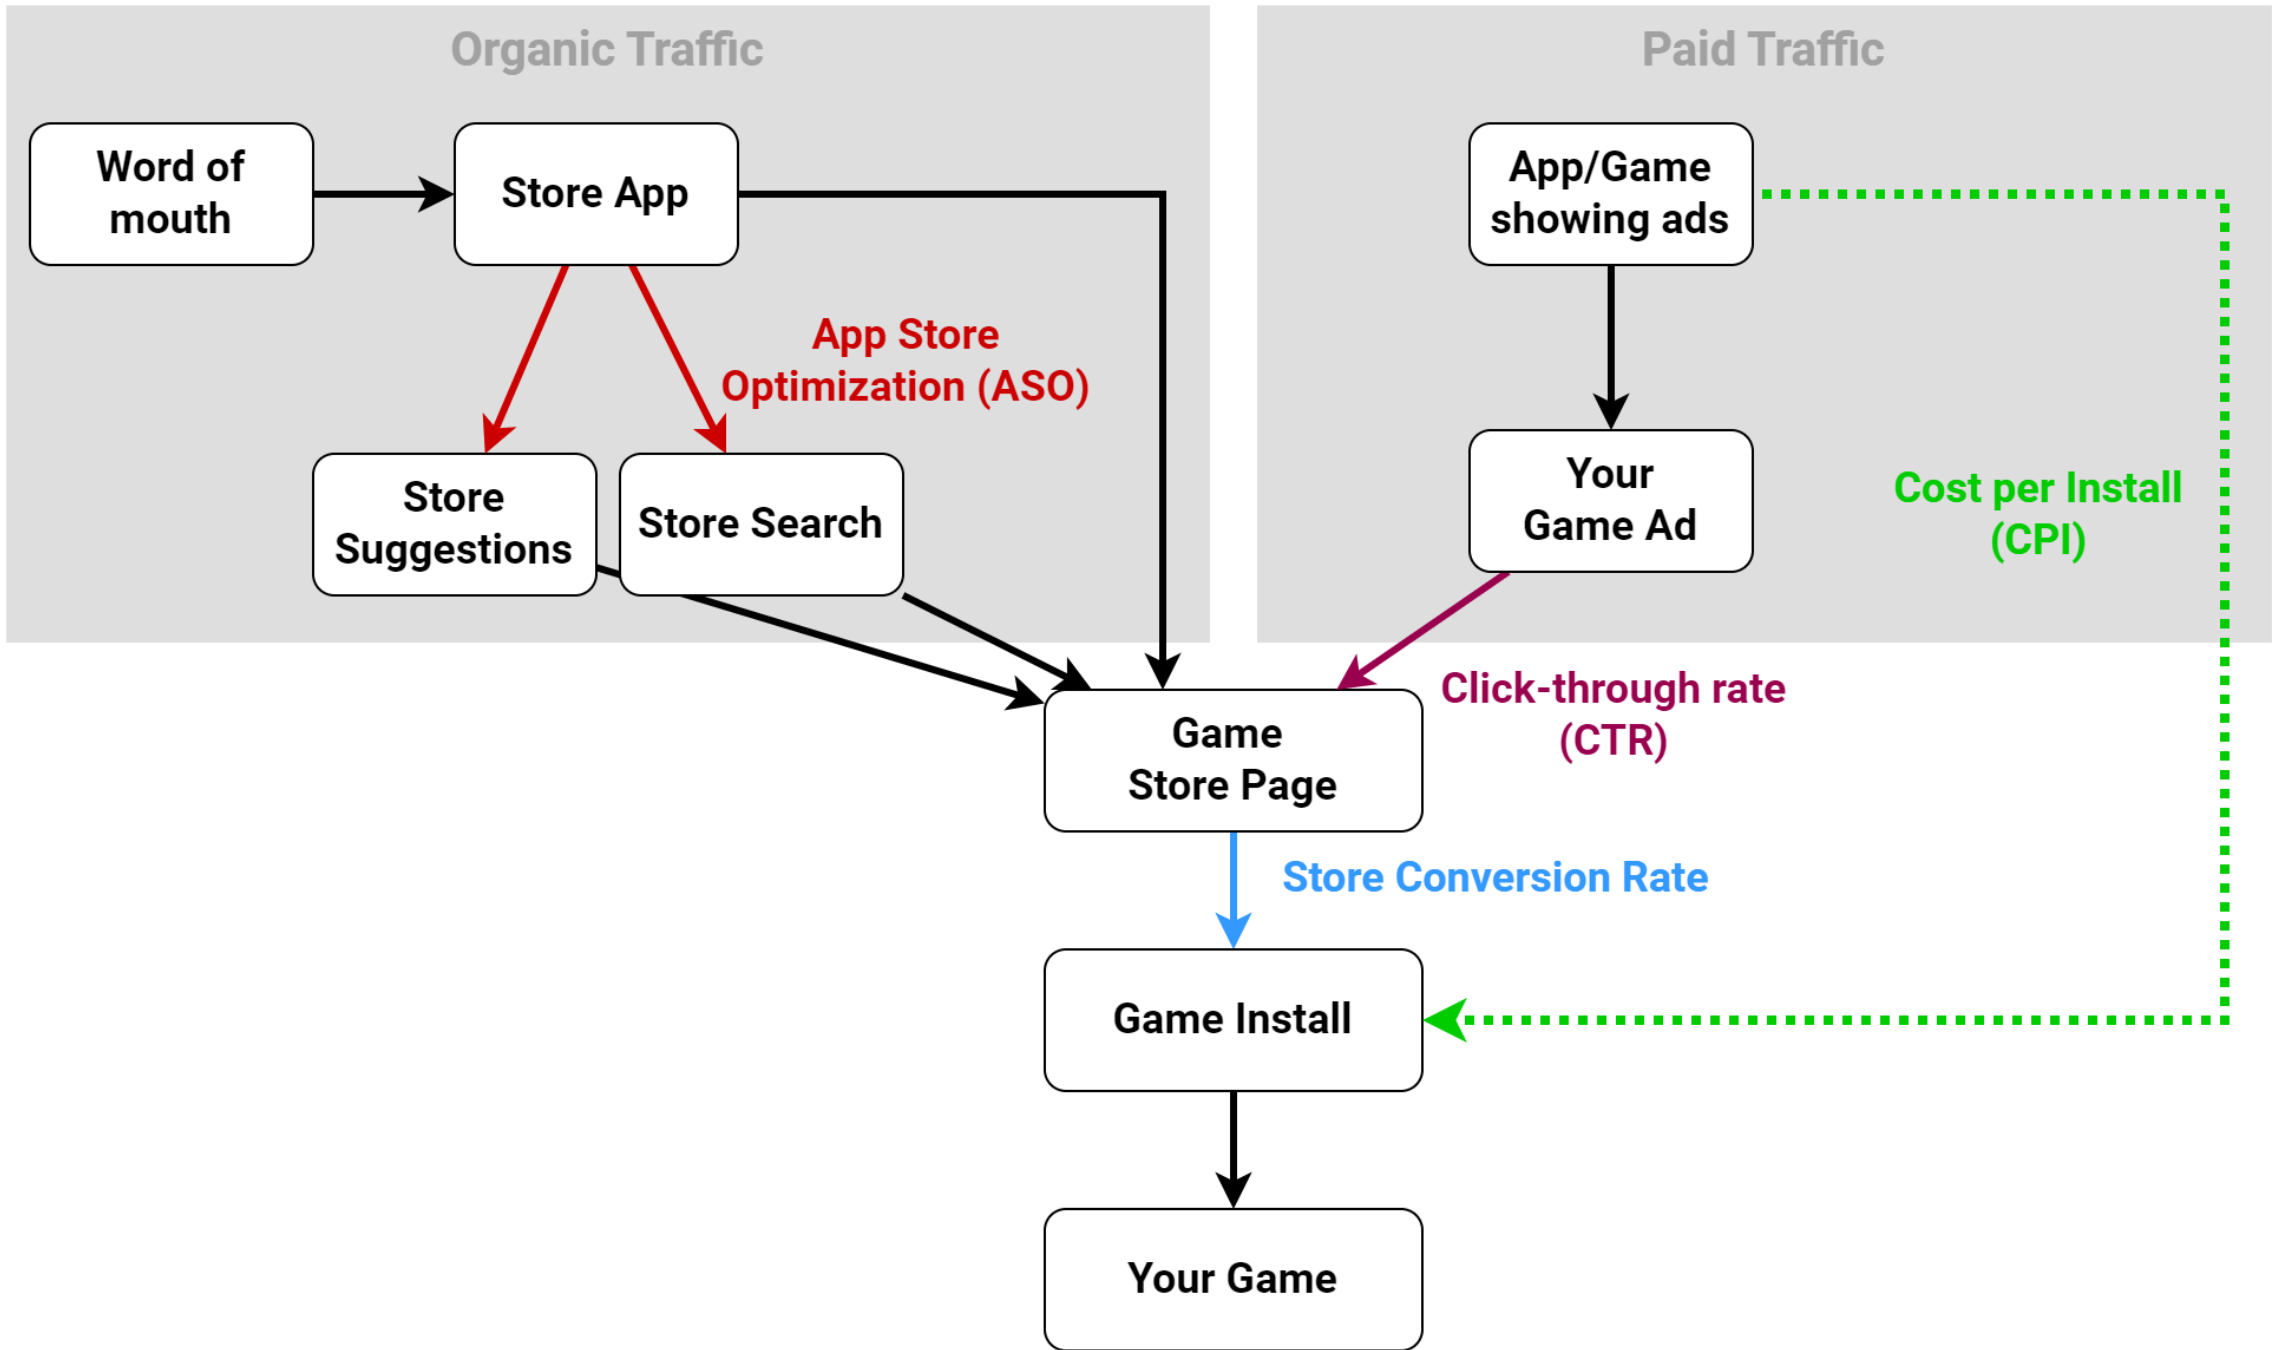 Organic Traffic
Paid Traffic
Word of
mouth
Store App
App/Game
showing ads
App Store
Optimization (ASO)
Store
Suggestions
Store Search
Your
Game Ad
Cost per Install
(CPI)
Click-through rate
(CTR)
Game
Store Page
Store Conversion Rate
Game Install
Your Game